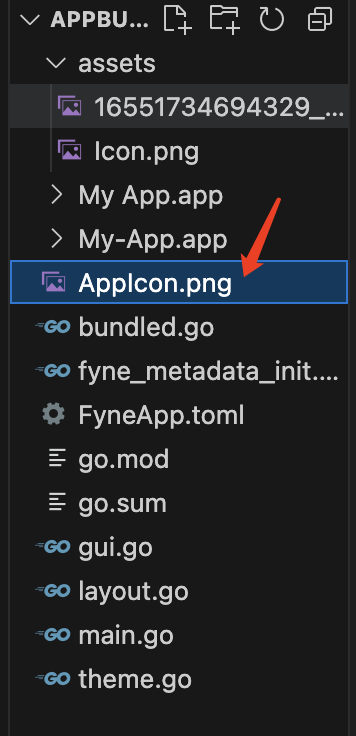 APPBU...
assets
16551734694329_...
Icon.png
My App.app
My-App.app
AppIcon.png
GO bundled.go
GO fyne_metadata_init....
FyneApp.toml
go.mod
go.sum
GO gui.go
GO layout.go
GO main.go
GO theme.go